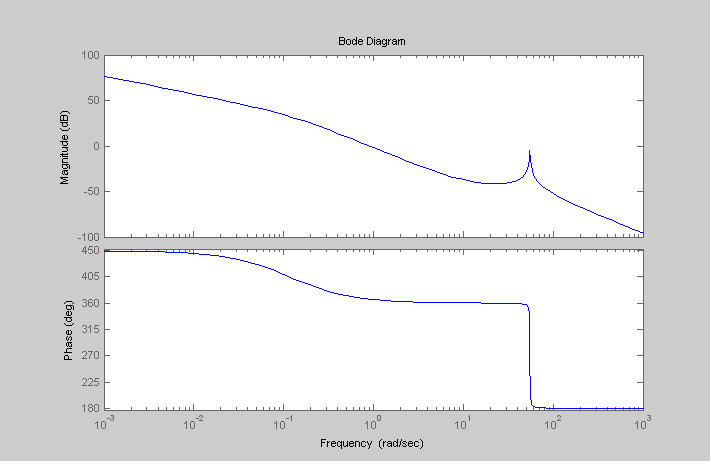 Bode Diagram
Magnitude (dB)
100
50
0
-50
-100
Phase (deg)
450
405
360
315
270
225
180
10^-3 10^-2 10^-1 10^0 10^1 10^2 10^3
Frequency (rad/sec)